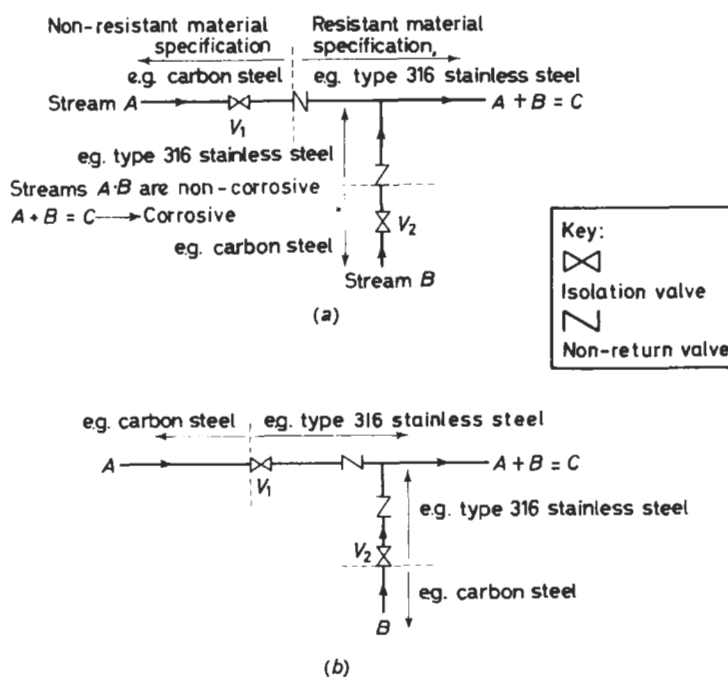 Non-resistant material
specification
e.g. carbon steel
Resistant material
specification,
e.g. type 316 stainless steel
Stream A
V1
A + B = C
e.g. type 316 stainless steel
Streams A·B are non-corrosive
A + B = C → Corrosive
V2
e.g. carbon steel
Stream B
(a)
Key:
Isolation valve
Non-return valve
e.g. carbon steel
e.g. type 316 stainless steel
A
V1
A + B = C
e.g. type 316 stainless steel
V2
e.g. carbon steel
B
(b)